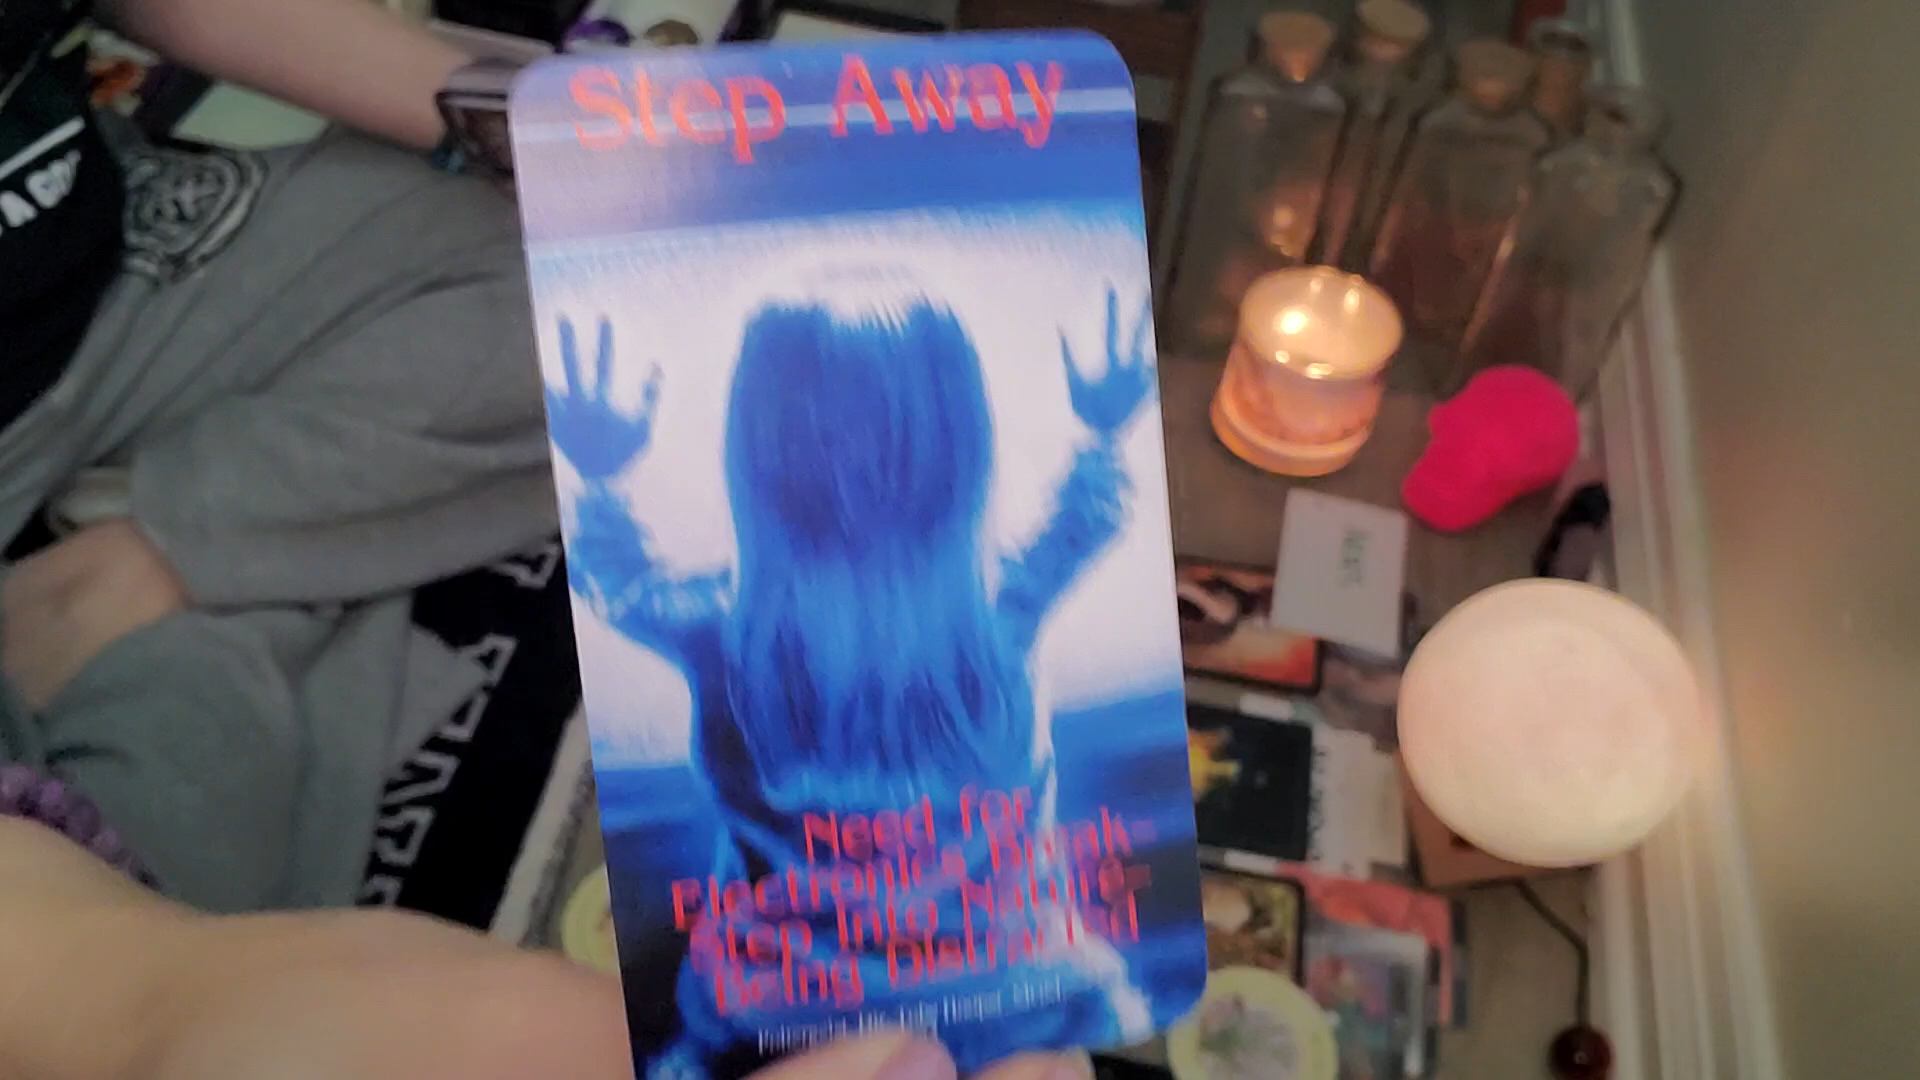 Step Away
Need for
Electronics Break-
Step Into Nature-
Being Distracted